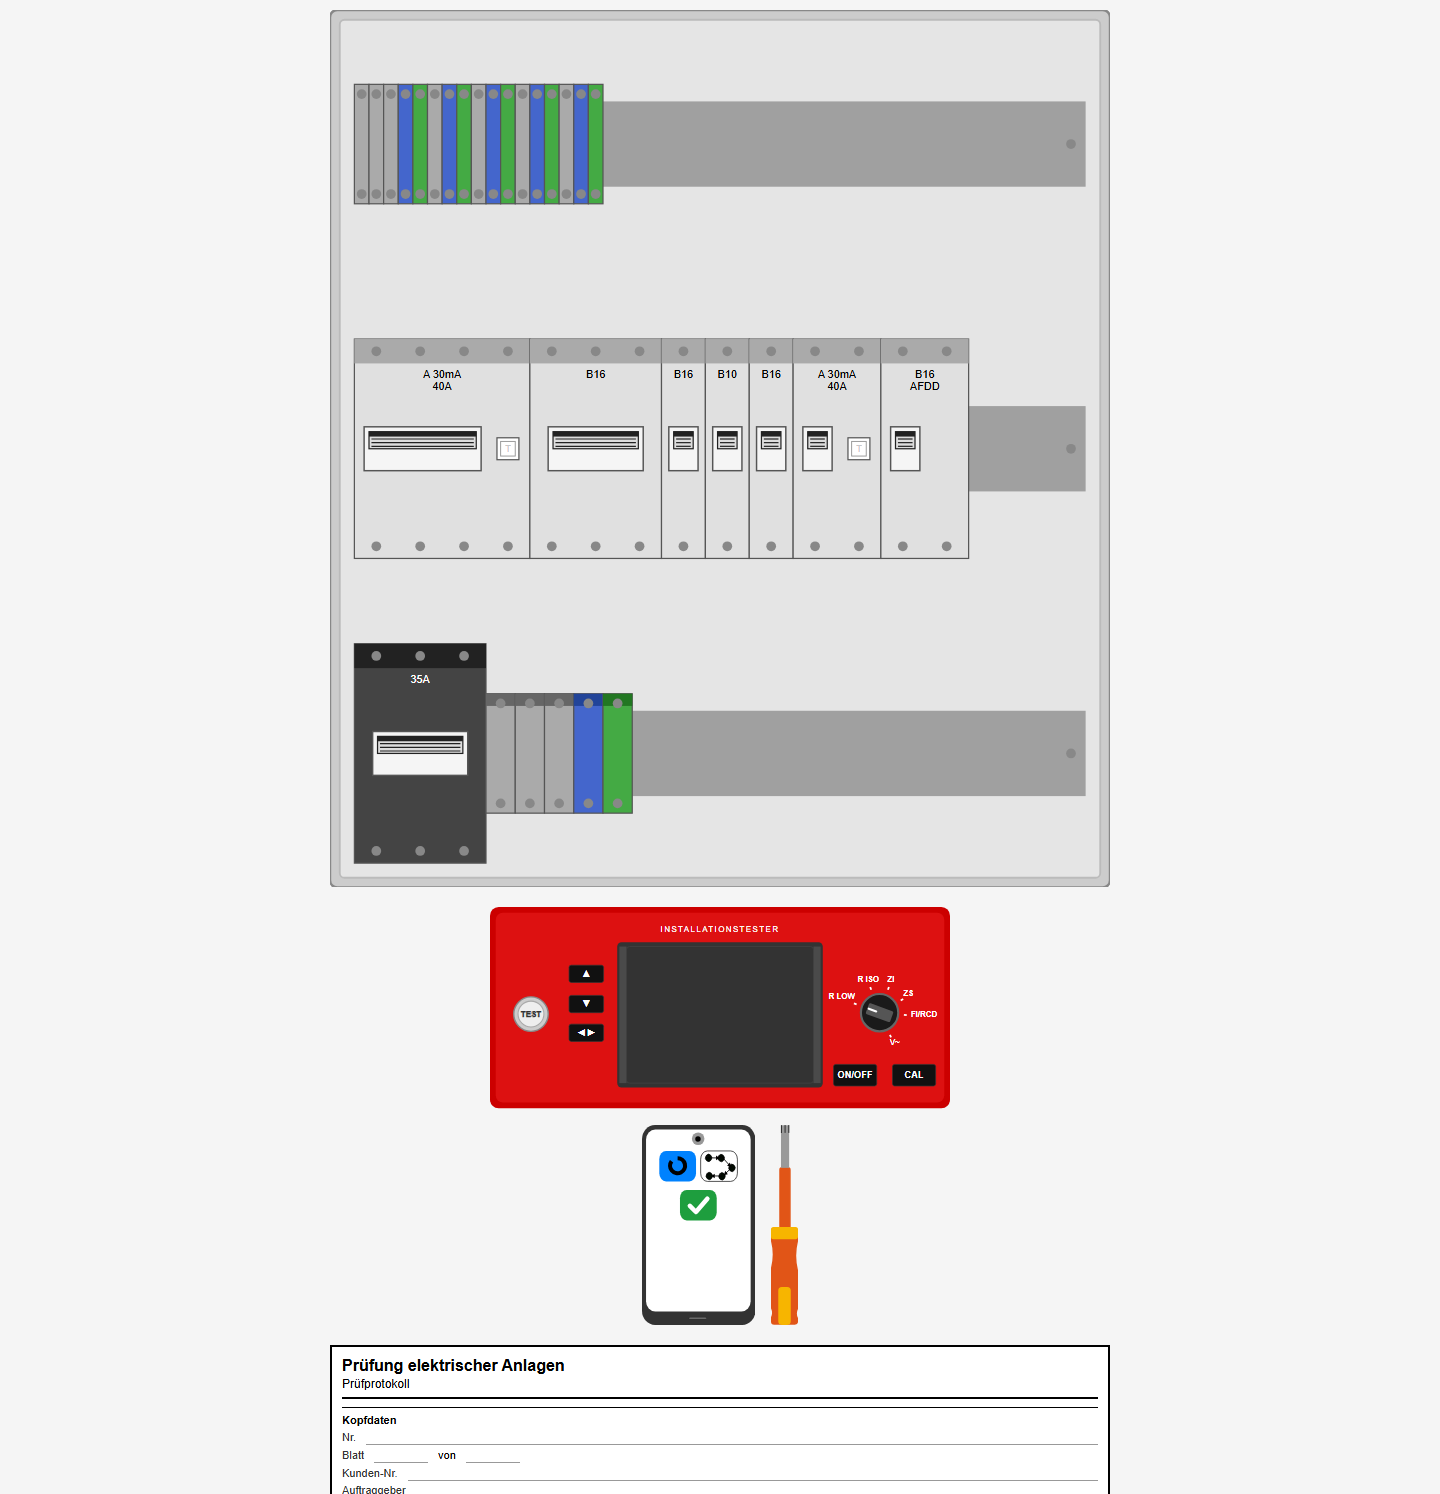 A 30mA
40A
B16
B16
B10
B16
A 30mA
40A
B16
AFDD
T
T
35A
INSTALLATIONSTESTER
TEST
R LOW
R ISO
ZI
ZS
FI/RCD
V~
ON/OFF
CAL
Prüfung elektrischer Anlagen
Prüfprotokoll
Kopfdaten
Nr.
Blatt von
Kunden-Nr.
Auftraggeber